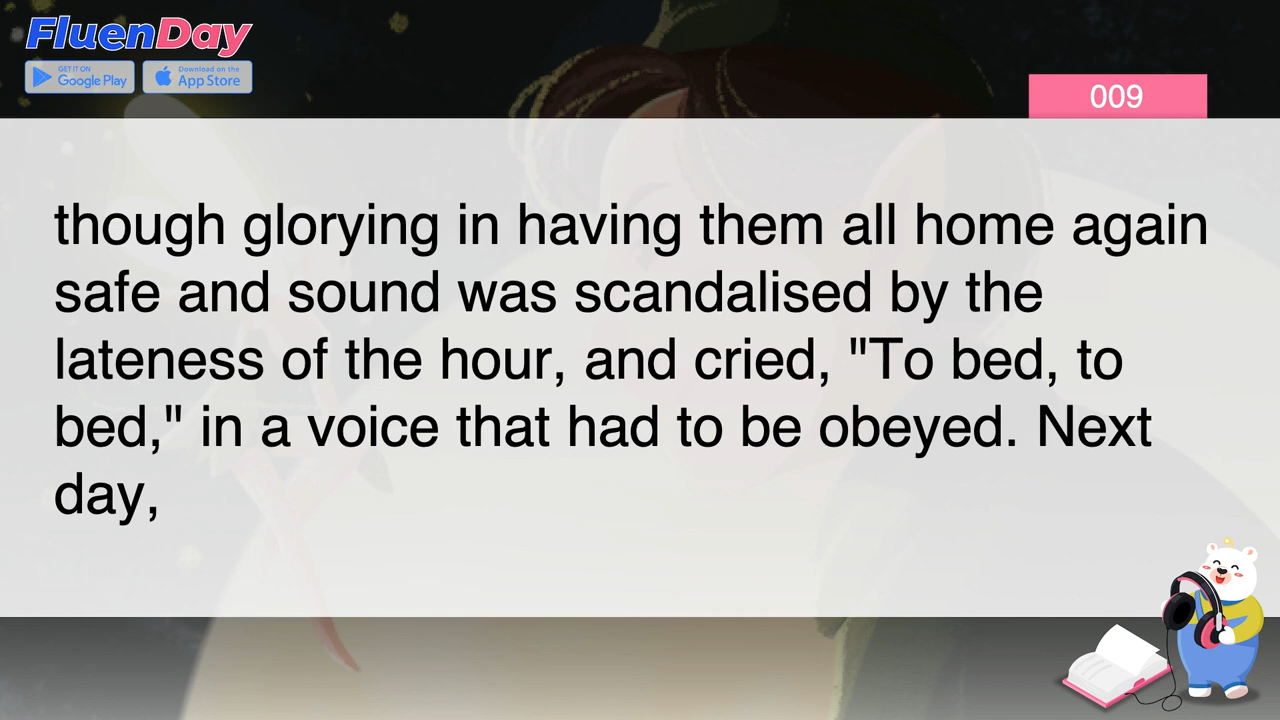 FluenDay
GET IT ON
Google Play
Download on the
App Store
009
though glorying in having them all home again
safe and sound was scandalised by the
lateness of the hour, and cried, "To bed, to
bed," in a voice that had to be obeyed. Next
day,